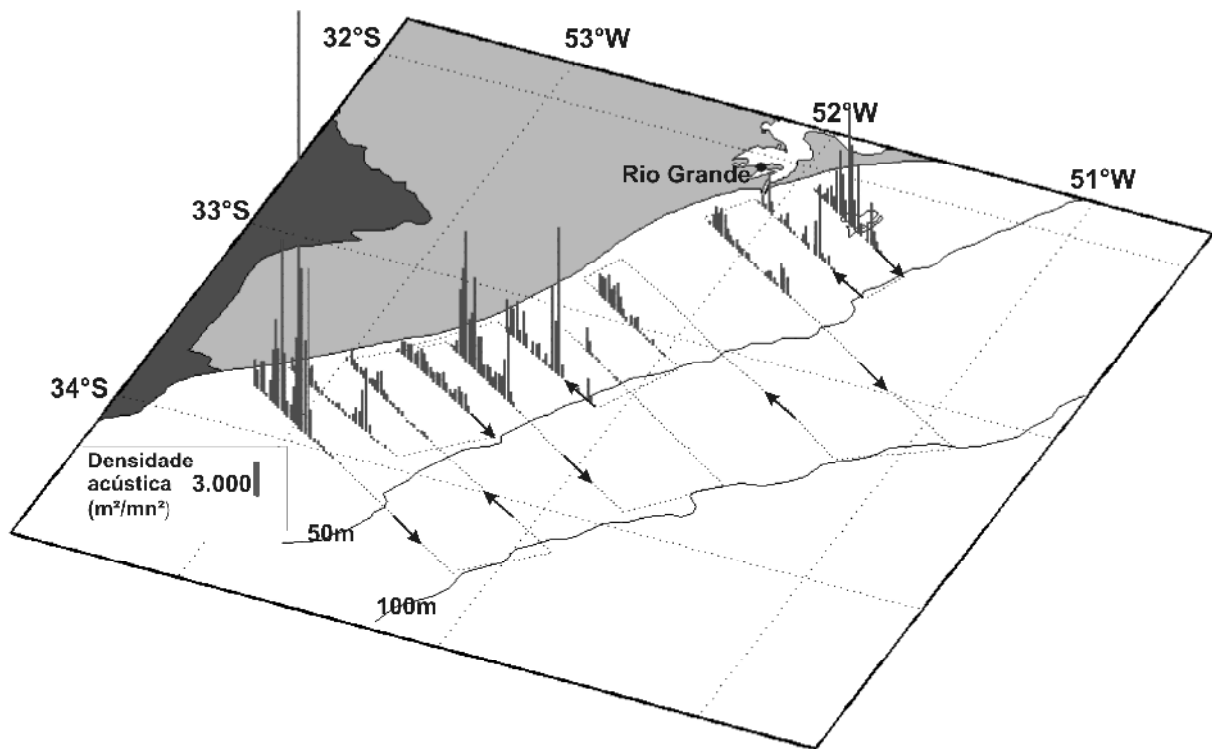 32°S
53°W
52°W
Rio Grande
51°W
33°S
34°S
Densidade
acústica 3.000
(m²/mn²)
50m
100m